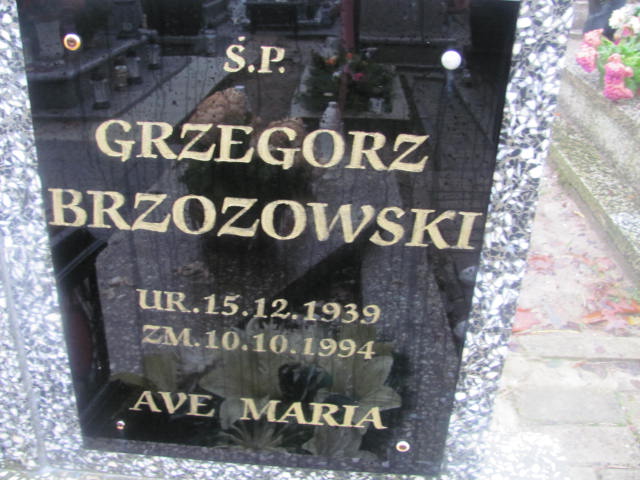 Ś.P.
GRZEGORZ
BRZOZOWSKI
UR.15.12.1939
ZM.10.10.1994
AVE MARIA